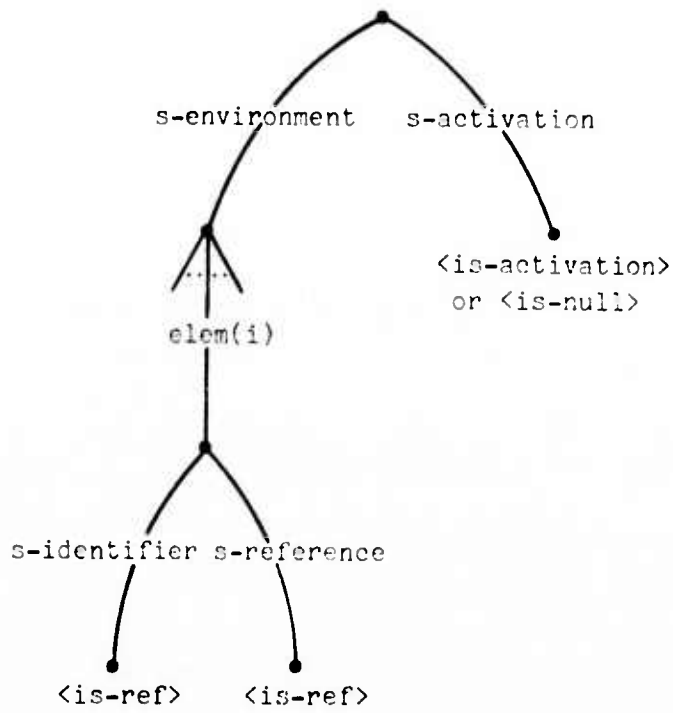 s-environment s-activation
<is-activation>
or <is-null>
elem(i)
s-identifier s-reference
<is-ref> <is-ref>